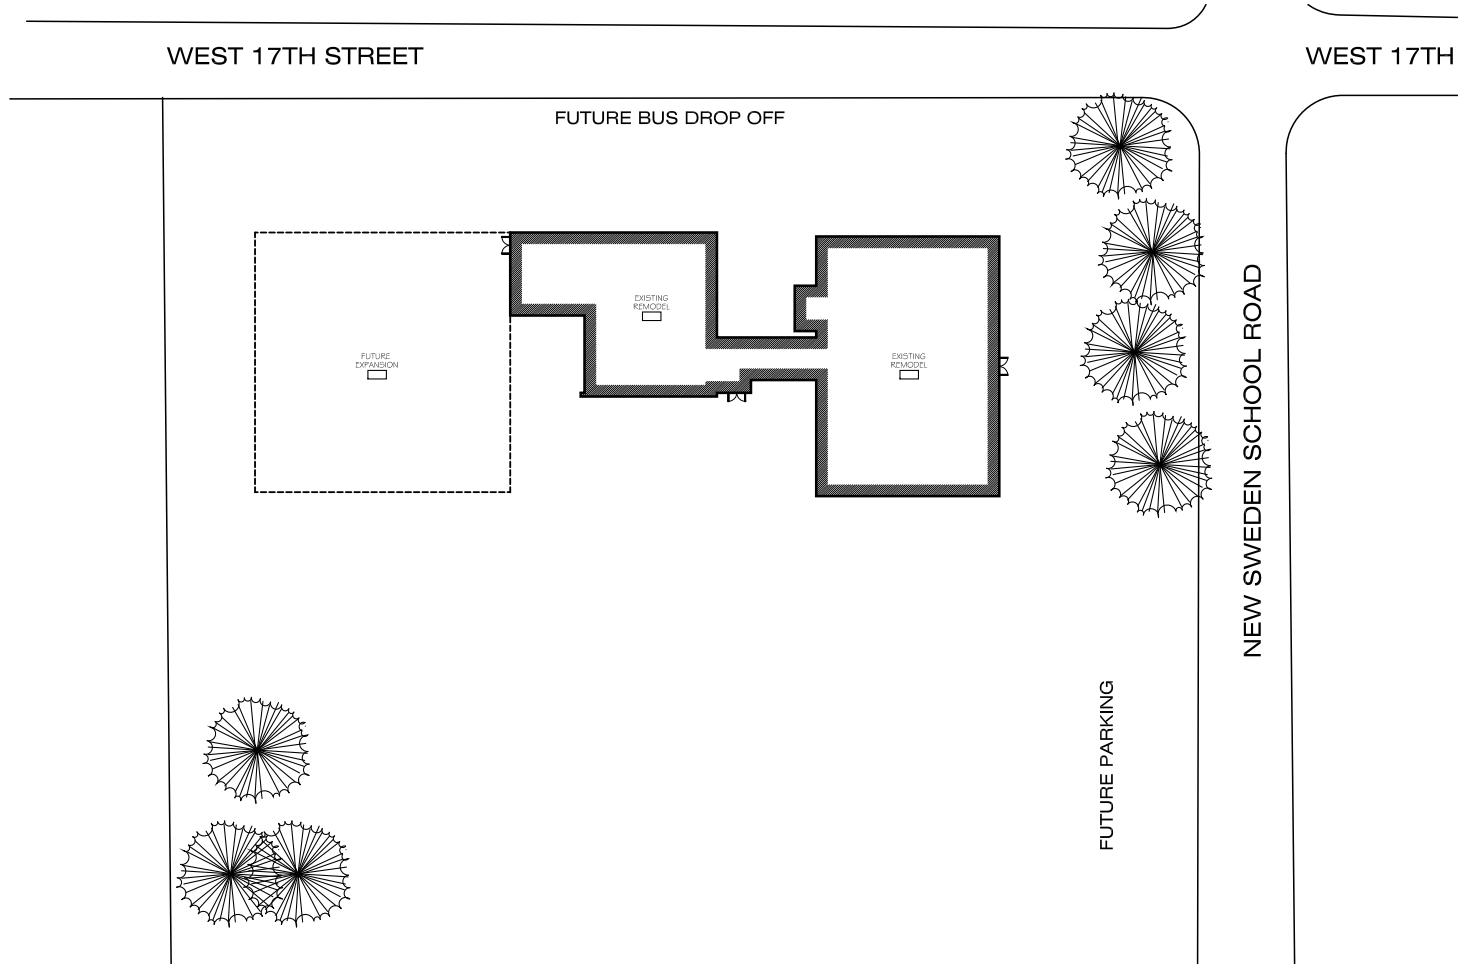 WEST 17TH STREET
WEST 17TH
FUTURE BUS DROP OFF
EXISTING
REMODEL
FUTURE
EXPANSION
EXISTING
REMODEL
NEW SWEDEN SCHOOL ROAD
FUTURE PARKING